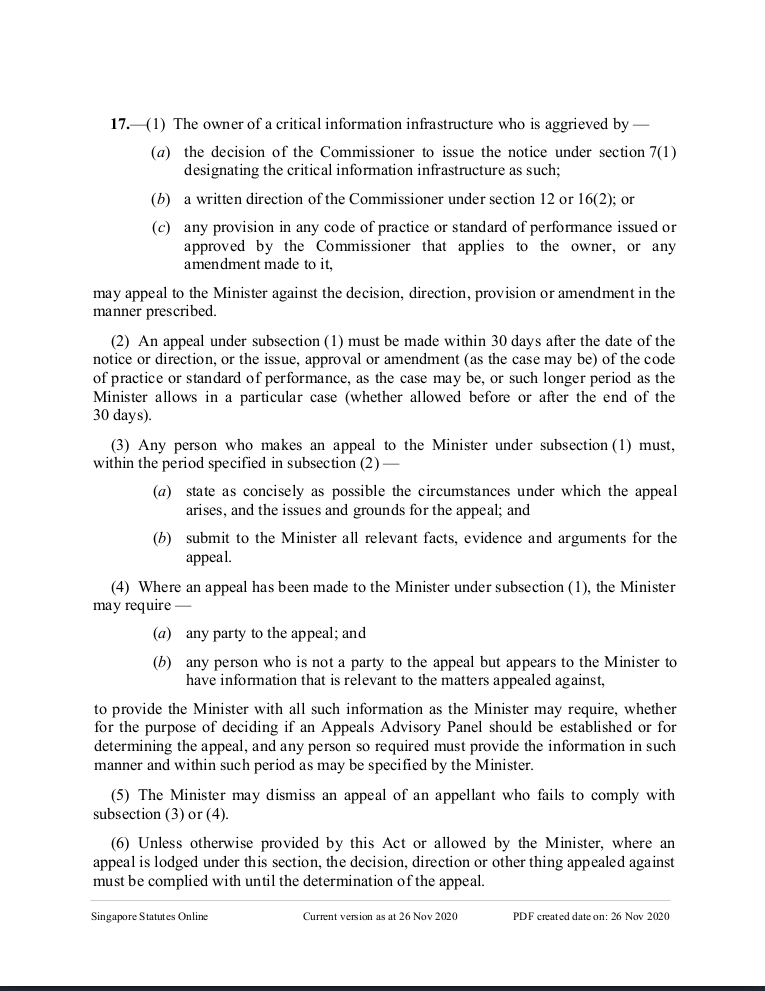 17.—(1) The owner of a critical information infrastructure who is aggrieved by —
(a) the decision of the Commissioner to issue the notice under section 7(1)
designating the critical information infrastructure as such;
(b) a written direction of the Commissioner under section 12 or 16(2); or
(c) any provision in any code of practice or standard of performance issued or
approved by the Commissioner that applies to the owner, or any
amendment made to it,
may appeal to the Minister against the decision, direction, provision or amendment in the
manner prescribed.
(2) An appeal under subsection (1) must be made within 30 days after the date of the
notice or direction, or the issue, approval or amendment (as the case may be) of the code
of practice or standard of performance, as the case may be, or such longer period as the
Minister allows in a particular case (whether allowed before or after the end of the
30 days).
(3) Any person who makes an appeal to the Minister under subsection (1) must,
within the period specified in subsection (2) —
(a) state as concisely as possible the circumstances under which the appeal
arises, and the issues and grounds for the appeal; and
(b) submit to the Minister all relevant facts, evidence and arguments for the
appeal.
(4) Where an appeal has been made to the Minister under subsection (1), the Minister
may require —
(a) any party to the appeal; and
(b) any person who is not a party to the appeal but appears to the Minister to
have information that is relevant to the matters appealed against,
to provide the Minister with all such information as the Minister may require, whether
for the purpose of deciding if an Appeals Advisory Panel should be established or for
determining the appeal, and any person so required must provide the information in such
manner and within such period as may be specified by the Minister.
(5) The Minister may dismiss an appeal of an appellant who fails to comply with
subsection (3) or (4).
(6) Unless otherwise provided by this Act or allowed by the Minister, where an
appeal is lodged under this section, the decision, direction or other thing appealed against
must be complied with until the determination of the appeal.
Singapore Statutes Online Current version as at 26 Nov 2020 PDF created date on: 26 Nov 2020